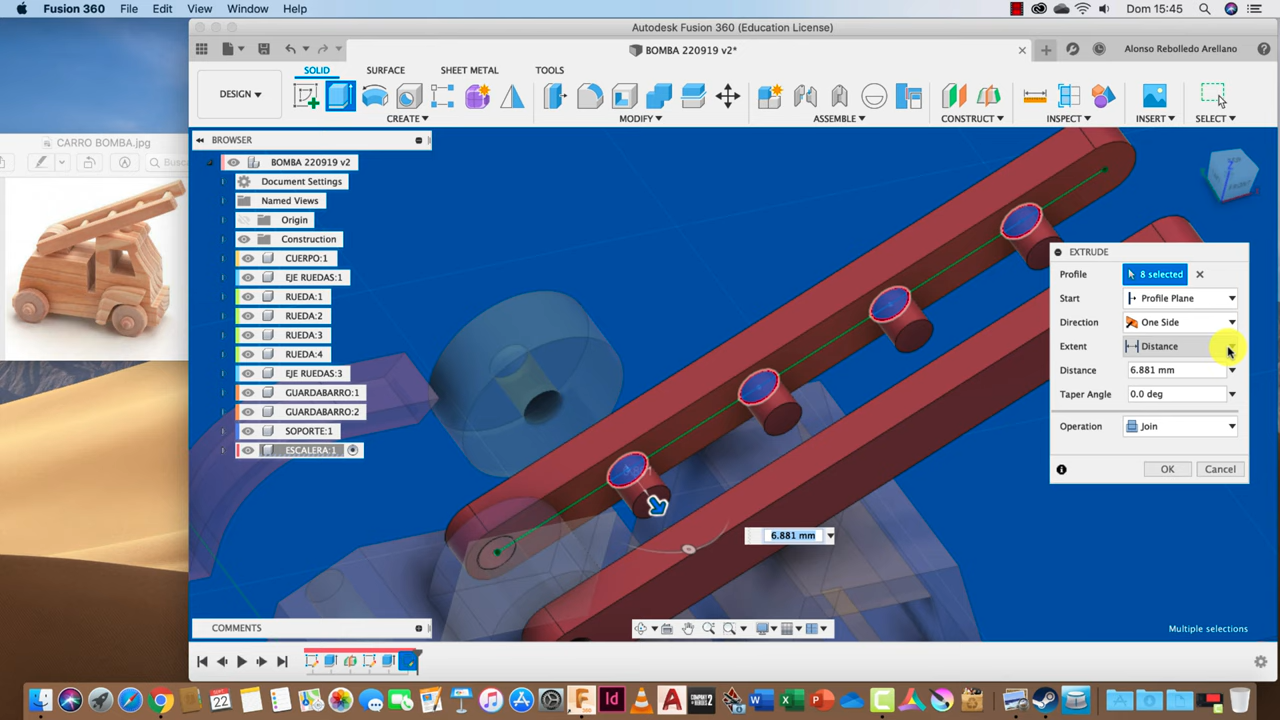 Fusion 360 File Edit View Window Help Dom 15:45
Autodesk Fusion 360 (Education License)
BOMBA 220919 v2* Alonso Rebolledo Arellano
SOLID SURFACE SHEET METAL TOOLS
DESIGN
CREATE MODIFY ASSEMBLE CONSTRUCT INSPECT INSERT SELECT
CARRO BOMBA.jpg
BROWSER
BOMBA 220919 v2
Document Settings
Named Views
Origin
Construction
CUERPO:1
EJE RUEDAS:1
RUEDA:1
RUEDA:2
RUEDA:3
RUEDA:4
EJE RUEDAS:3
GUARDABARRO:1
GUARDABARRO:2
SOPORTE:1
ESCALERA:1
EXTRUDE
Profile 8 selected
Start Profile Plane
Direction One Side
Extent Distance
Distance 6.881 mm
Taper Angle 0.0 deg
Operation Join
OK Cancel
6.881 mm
COMMENTS
Multiple selections